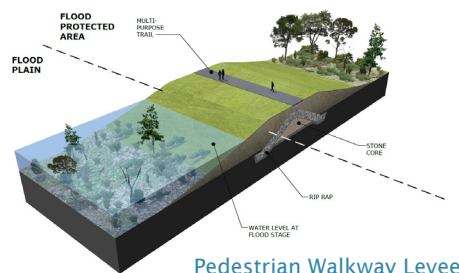 FLOOD
PROTECTED
AREA
MULTI-
PURPOSE
TRAIL
FLOOD
PLAIN
STONE
CORE
RIP RAP
WATER LEVEL AT
FLOOD STAGE
Pedestrian Walkway Levee